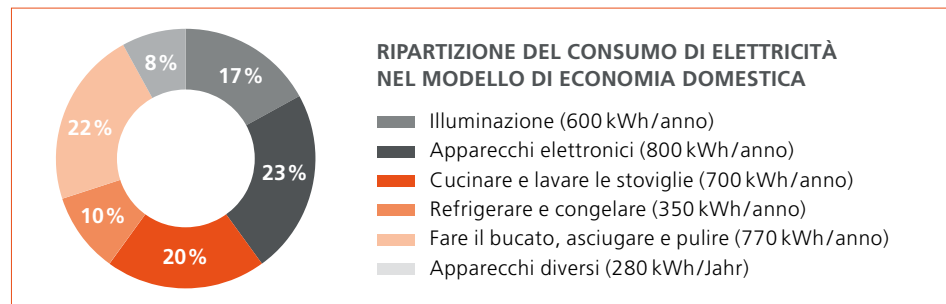 RIPARTIZIONE DEL CONSUMO DI ELETTRICITÀ
NEL MODELLO DI ECONOMIA DOMESTICA
Illuminazione (600 kWh/anno)
Apparecchi elettronici (800 kWh/anno)
Cucinare e lavare le stoviglie (700 kWh/anno)
Refrigerare e congelare (350 kWh/anno)
Fare il bucato, asciugare e pulire (770 kWh/anno)
Apparecchi diversi (280 kWh/Jahr)
8 %
17 %
22 %
23 %
10 %
20 %